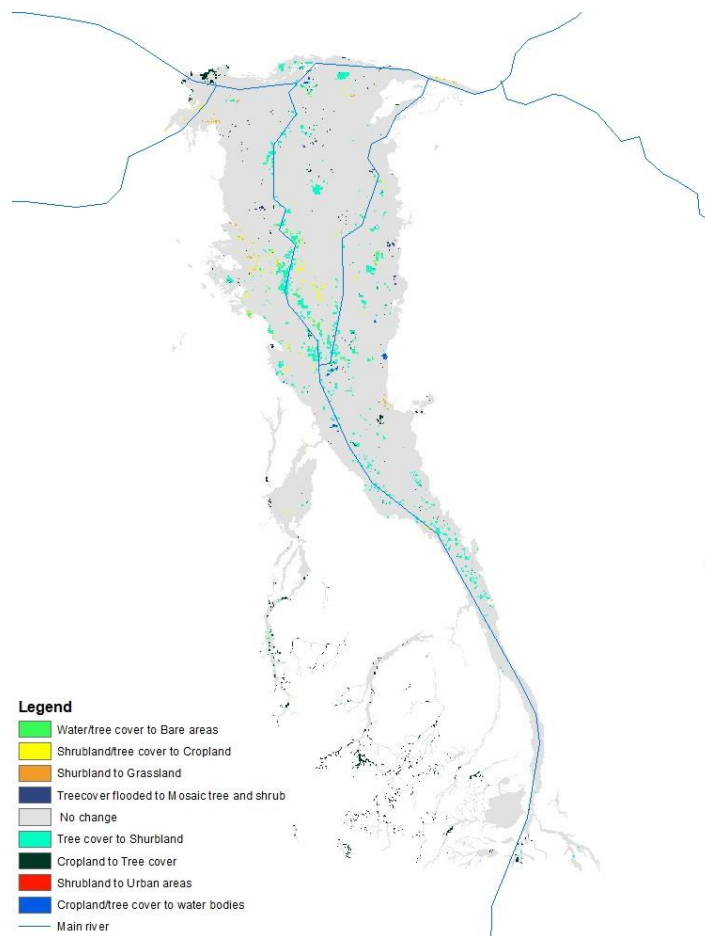 Legend
Water/tree cover to Bare areas
Shrubland/tree cover to Cropland
Shurbland to Grassland
Treecover flooded to Mosaic tree and shrub
No change
Tree cover to Shurbland
Cropland to Tree cover
Shrubland to Urban areas
Cropland/tree cover to water bodies
Main river